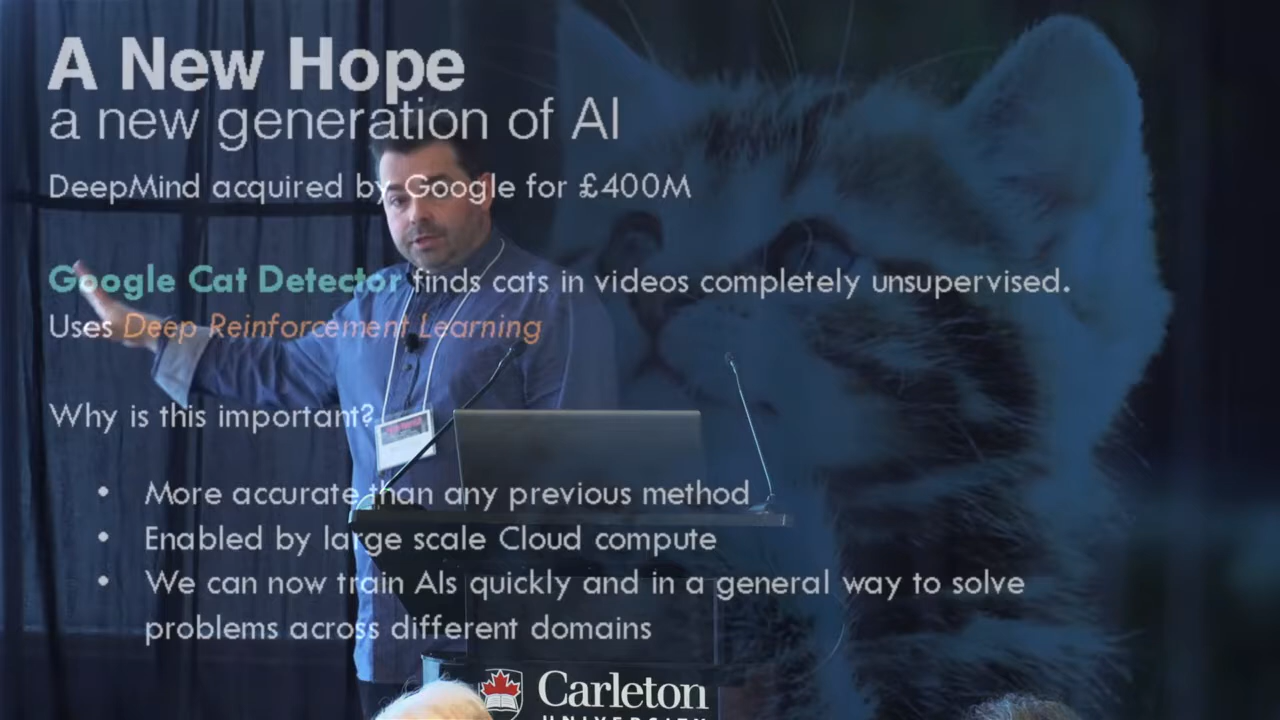 A New Hope
a new generation of AI
DeepMind acquired by Google for £400M
Google Cat Detector finds cats in videos completely unsupervised.
Uses Deep Reinforcement Learning
Why is this important?
• More accurate than any previous method
• Enabled by large scale Cloud compute
• We can now train AIs quickly and in a general way to solve
problems across different domains
Carleton
UNIVERSITY